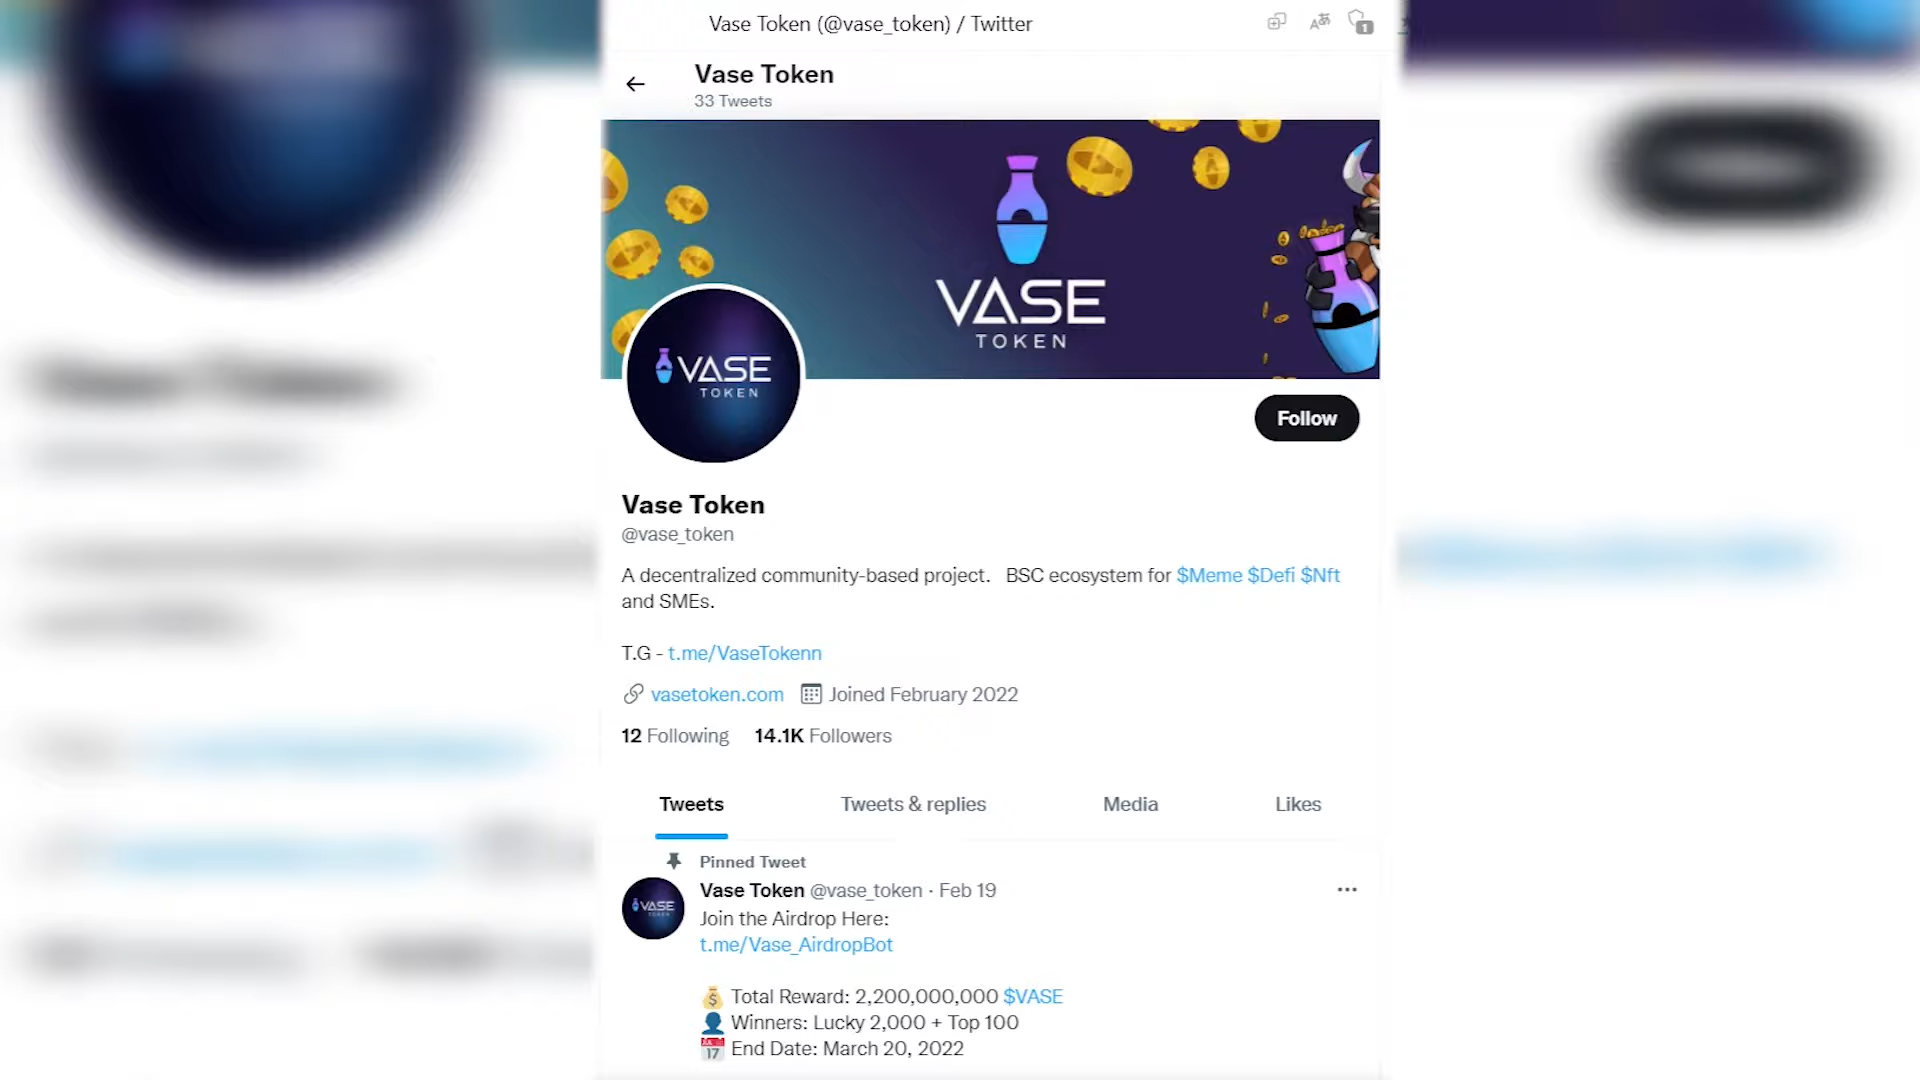 Vase Token (@vase_token) / Twitter
1
Vase Token
33 Tweets
VASE
TOKEN
VASE
TOKEN
Follow
Vase Token
@vase_token
A decentralized community-based project. BSC ecosystem for $Meme $Defi $Nft
and SMEs.
T.G - t.me/VaseTokenn
vasetoken.com Joined February 2022
12 Following 14.1K Followers
Tweets Tweets & replies Media Likes
Pinned Tweet
Vase Token @vase_token · Feb 19
VASE
Join the Airdrop Here:
t.me/Vase_AirdropBot
Total Reward: 2,200,000,000 $VASE
Winners: Lucky 2,000 + Top 100
17 End Date: March 20, 2022